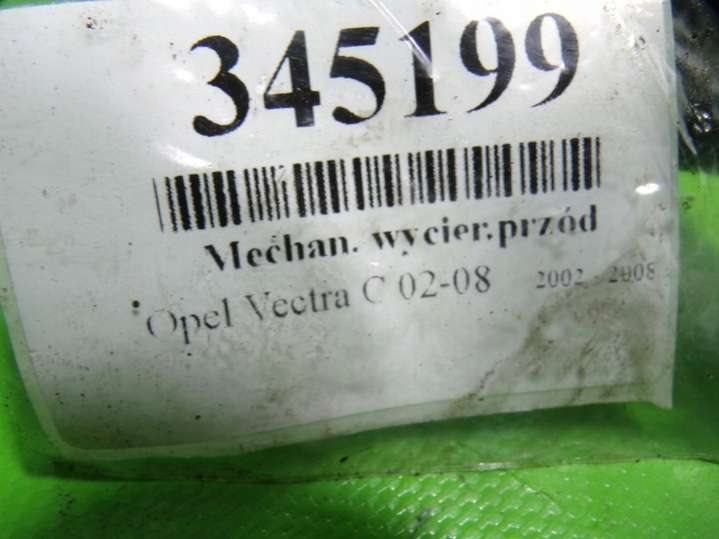 345199
Mechan. wycier.przód
Opel Vectra C 02-08 2002 - 2008